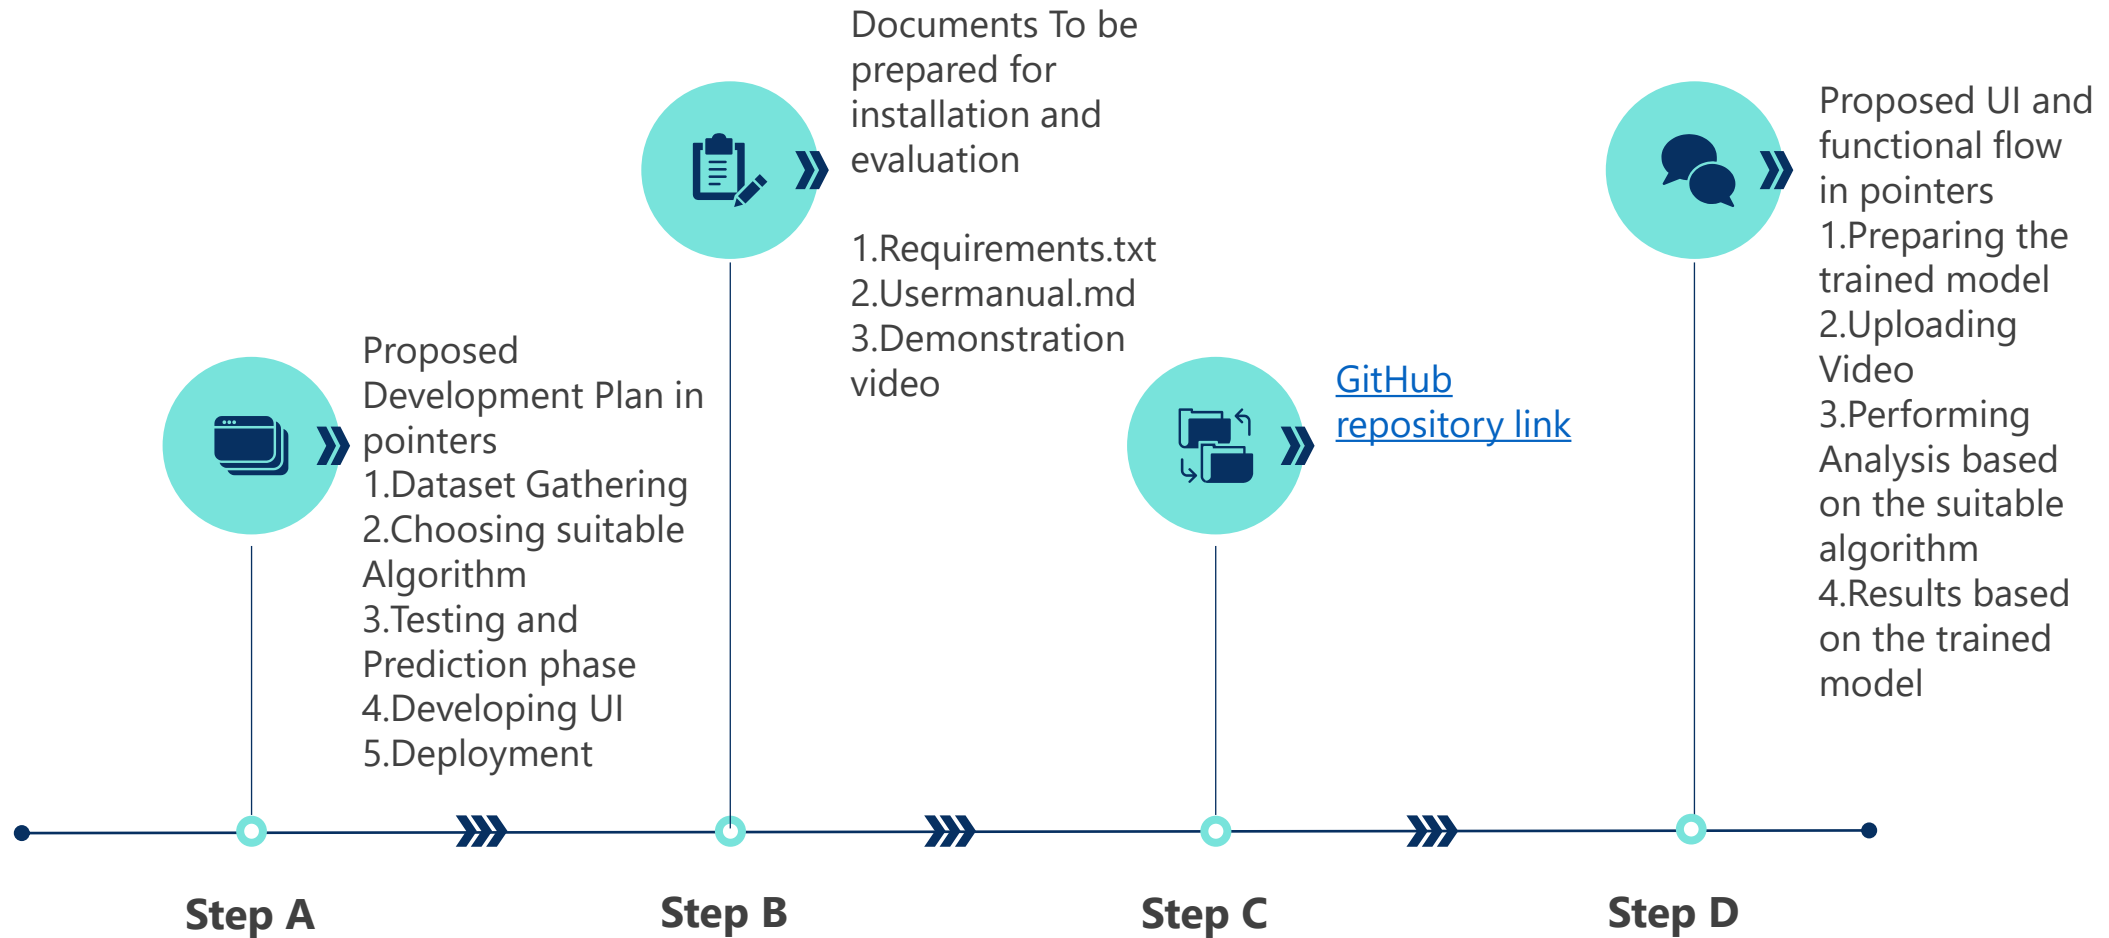 Proposed
Development Plan in
pointers
1.Dataset Gathering
2.Choosing suitable
Algorithm
3.Testing and
Prediction phase
4.Developing UI
5.Deployment
Documents To be
prepared for
installation and
evaluation
1.Requirements.txt
2.Usermanual.md
3.Demonstration
video
GitHub
repository link
Proposed UI and
functional flow
in pointers
1.Preparing the
trained model
2.Uploading
Video
3.Performing
Analysis based
on the suitable
algorithm
4.Results based
on the trained
model
Step A
Step B
Step C
Step D